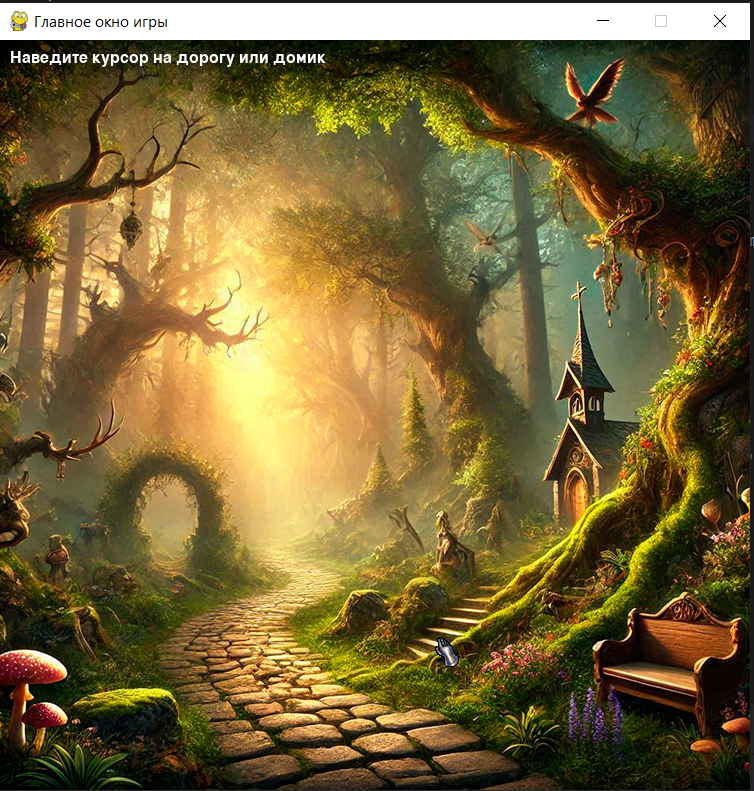 Главное окно игры
Наведите курсор на дорогу или домик